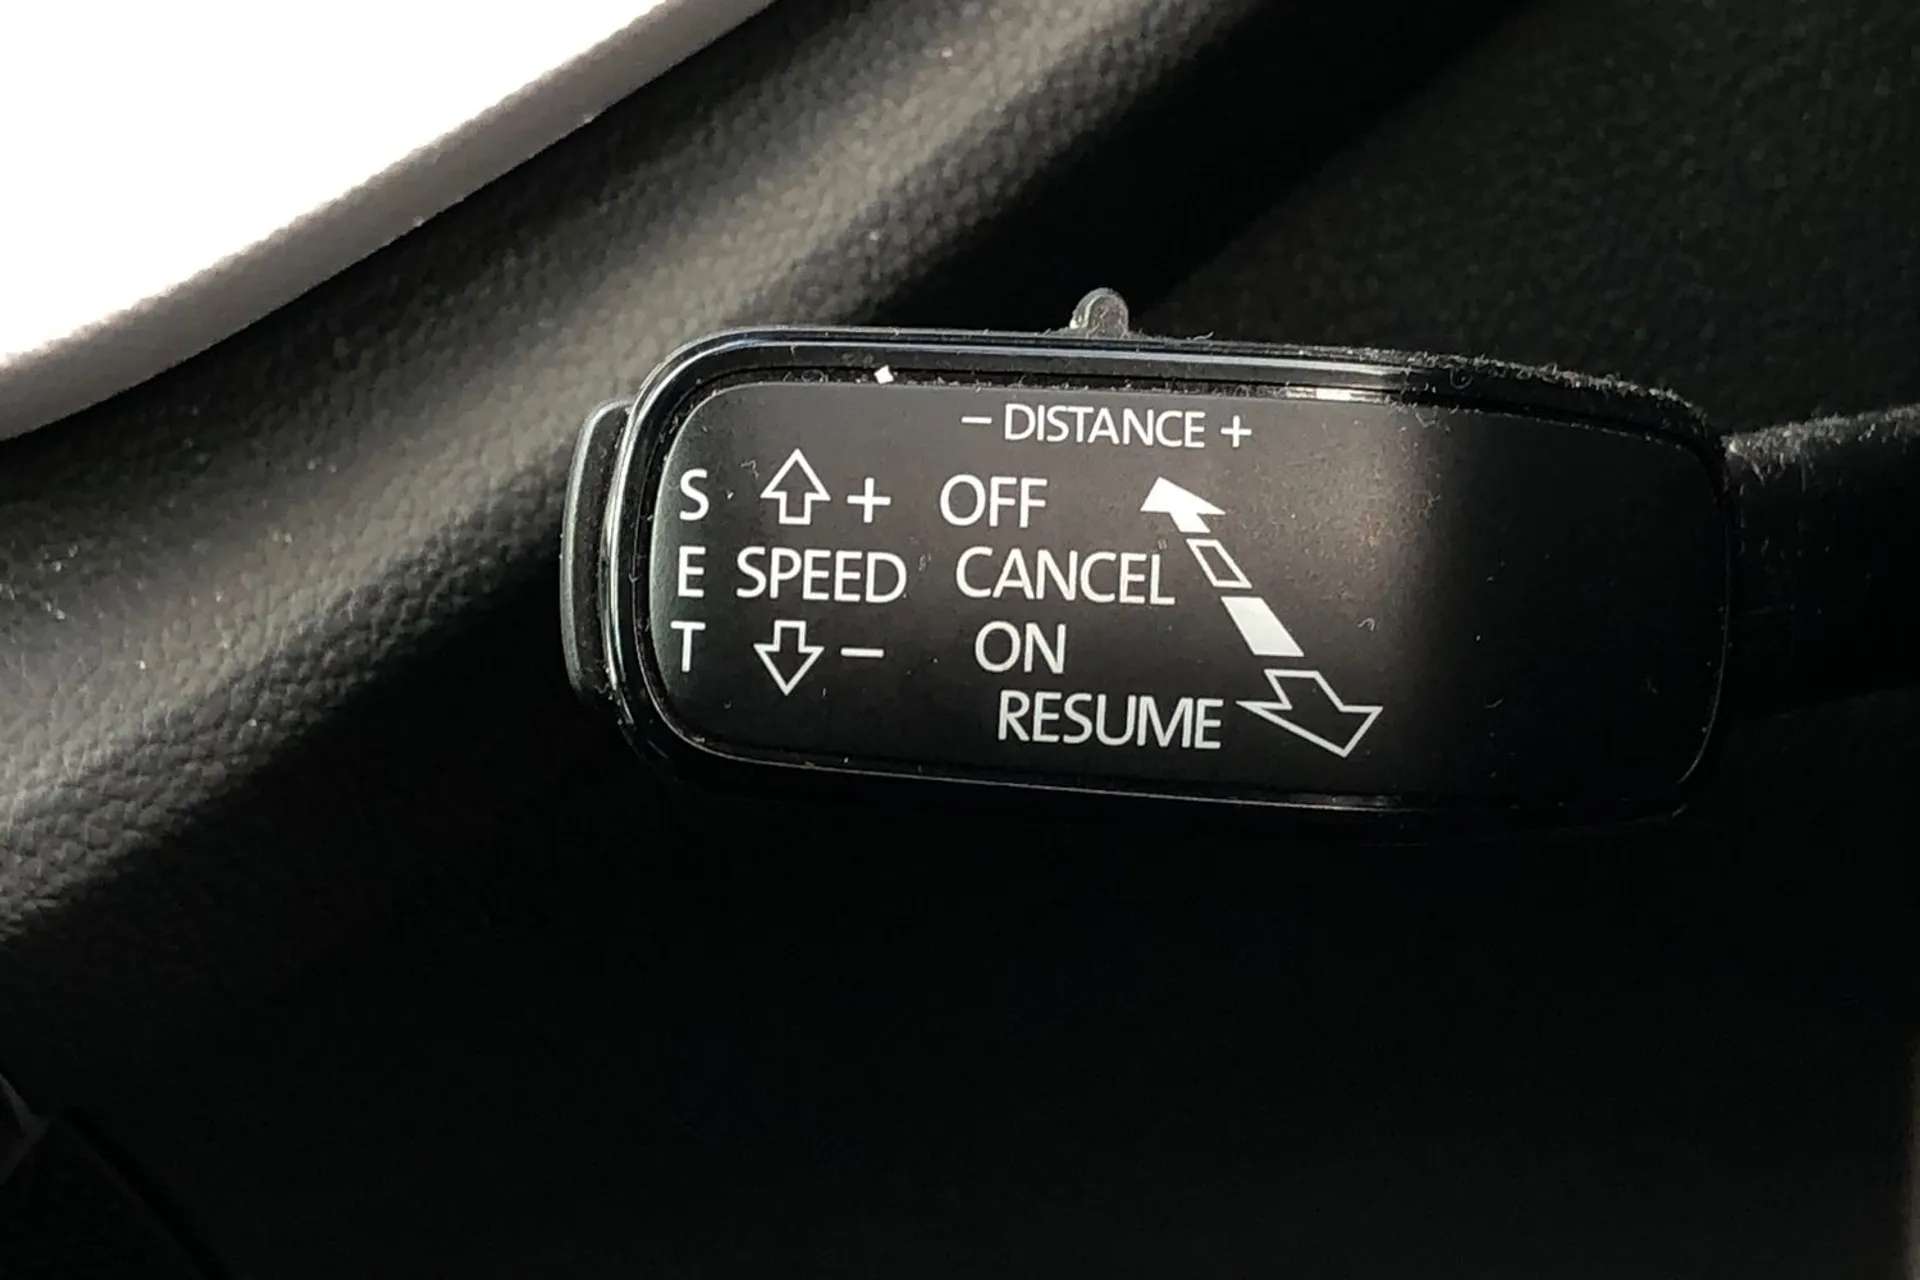 – DISTANCE +
S + OFF
E SPEED CANCEL
T – ON
RESUME